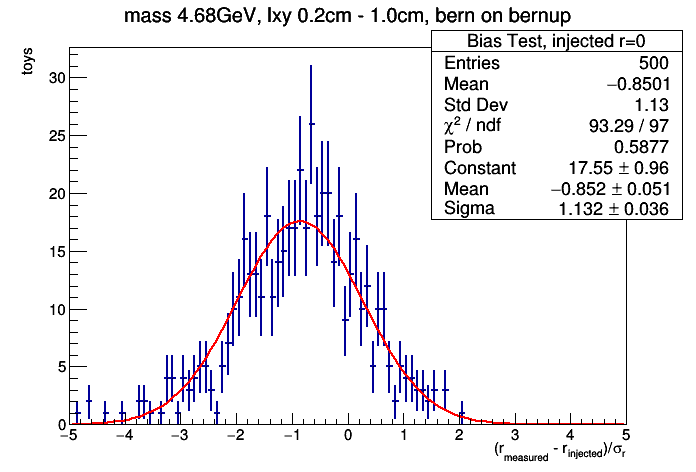 mass 4.68GeV, lxy 0.2cm - 1.0cm, bern on bernup
Bias Test, injected r=0
Entries 500
Mean −0.8501
Std Dev 1.13
χ² / ndf 93.29 / 97
Prob 0.5877
Constant 17.55 ± 0.96
Mean −0.852 ± 0.051
Sigma 1.132 ± 0.036
toys
30
25
20
15
10
5
0
−5 −4 −3 −2 −1 0 1 2 3 4 5
(r_measured - r_injected)/σ_r